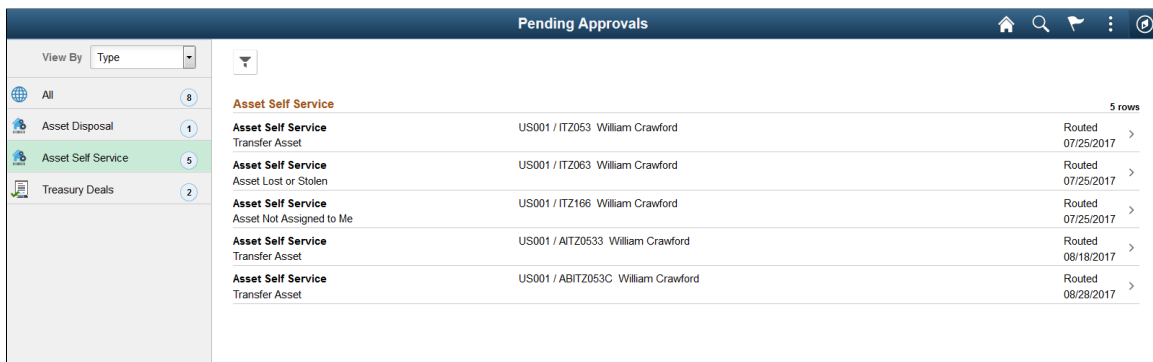 Pending Approvals
View By Type
All 8
Asset Disposal 1
Asset Self Service 5
Treasury Deals 2
Asset Self Service 5 rows
Asset Self Service US001 / ITZ053 William Crawford Routed
Transfer Asset 07/25/2017
Asset Self Service US001 / ITZ063 William Crawford Routed
Asset Lost or Stolen 07/25/2017
Asset Self Service US001 / ITZ166 William Crawford Routed
Asset Not Assigned to Me 07/25/2017
Asset Self Service US001 / AITZ0533 William Crawford Routed
Transfer Asset 08/18/2017
Asset Self Service US001 / ABITZ053C William Crawford Routed
Transfer Asset 08/28/2017